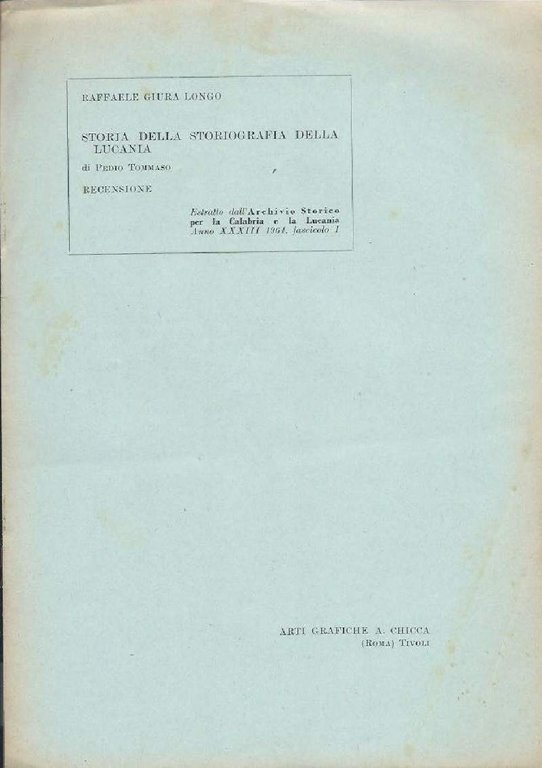 RAFFAELE GIURA LONGO
STORIA DELLA STORIOGRAFIA DELLA
LUCANIA
di PEDIO TOMMASO
RECENSIONE
Estratto dall'Archivio Storico
per la Calabria e la Lucania
Anno XXXIII 1964, fascicolo I
ARTI GRAFICHE A. CHICCA
(ROMA) TIVOLI